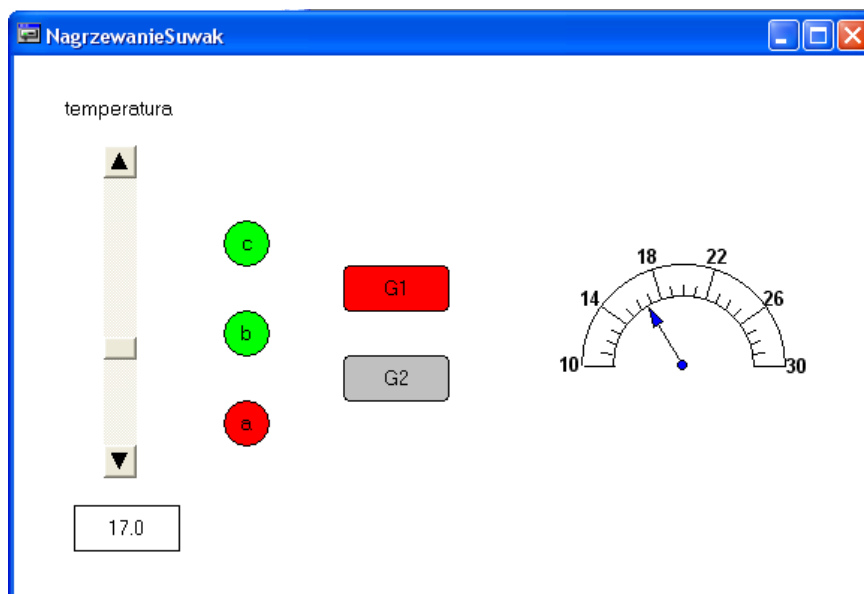 NagrzewanieSuwak
temperatura
c
G1
b
G2
a
17.0
10
14
18
22
26
30